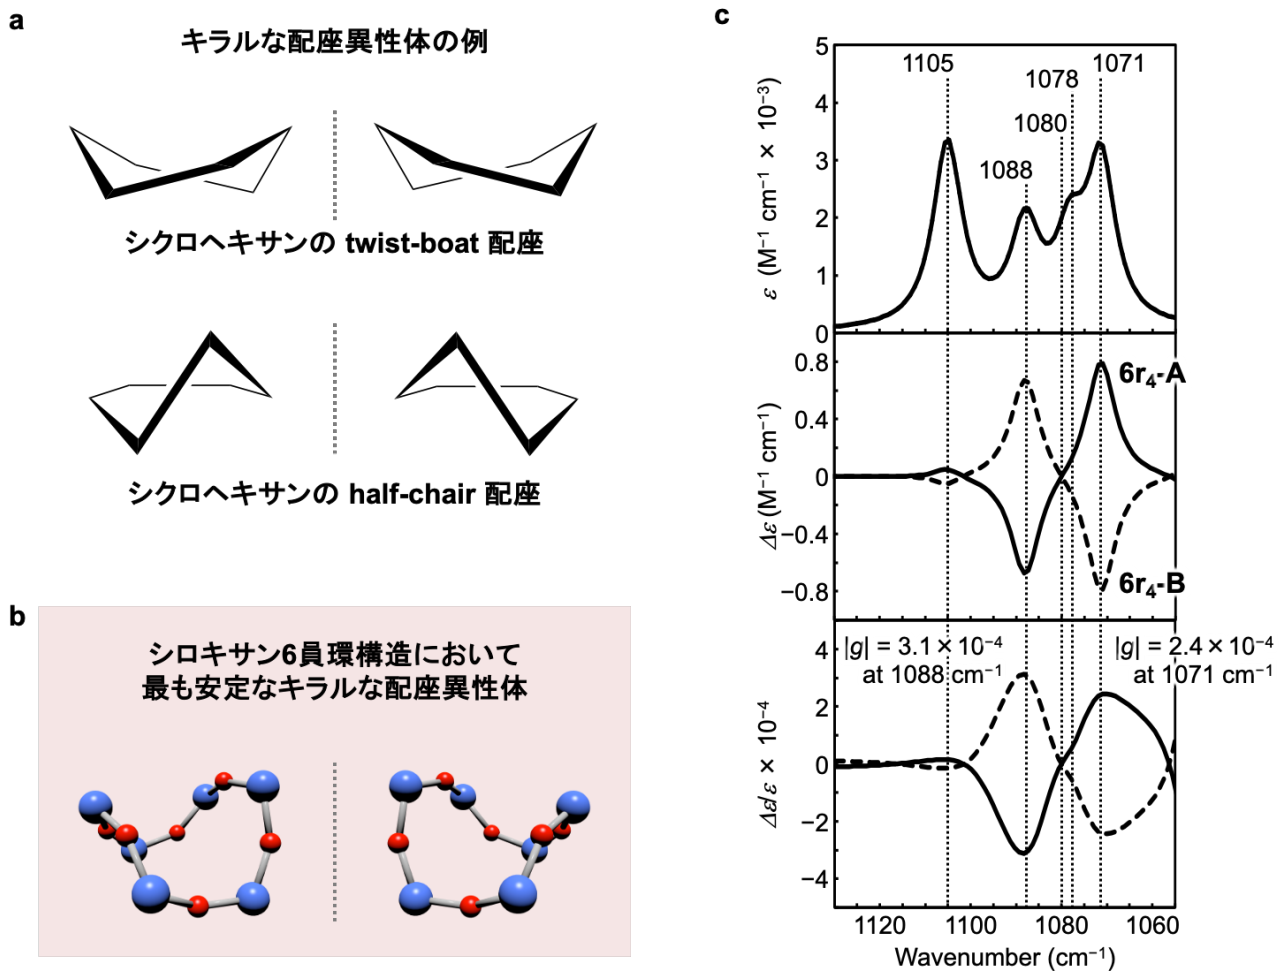 a
キラルな配座異性体の例
シクロヘキサンの twist-boat 配座
シクロヘキサンの half-chair 配座
b
シロキサン6員環構造において
最も安定なキラルな配座異性体
c
5
4
3
2
1
0
ε (M⁻¹ cm⁻¹ × 10⁻³)
1105
1088
1080
1078
1071
0.8
0.4
0
−0.4
−0.8
Δε (M⁻¹ cm⁻¹)
6r₄-A
6r₄-B
4
2
0
−2
−4
Δε/ε × 10⁻⁴
|g| = 3.1 × 10⁻⁴
at 1088 cm⁻¹
|g| = 2.4 × 10⁻⁴
at 1071 cm⁻¹
1120 1100 1080 1060
Wavenumber (cm⁻¹)